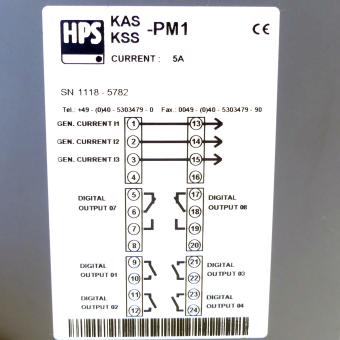 HPS
KAS
KSS
-PM1
CE
CURRENT: 5A
SN 1118 - 5782
Tel.: +49 - (0)40 - 5303479 - 0 Fax.: 0049 - (0)40 - 5303479 - 90
GEN. CURRENT I1 1 13
GEN. CURRENT I2 2 14
GEN. CURRENT I3 3 15
4 16
DIGITAL
OUTPUT 07
5 17
6 18
7 19
8 20
DIGITAL
OUTPUT 08
DIGITAL
OUTPUT 01
9 21
10 22
DIGITAL
OUTPUT 03
DIGITAL
OUTPUT 02
11 23
12 24
DIGITAL
OUTPUT 04